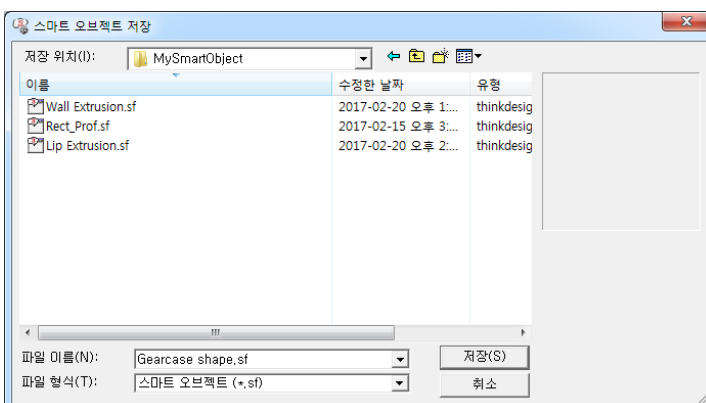 스마트 오브젝트 저장
저장 위치(I): MySmartObject
이름 수정한 날짜 유형
Wall Extrusion.sf 2017-02-20 오후 1:... thinkdesig
Rect_Prof.sf 2017-02-15 오후 3:... thinkdesig
Lip Extrusion.sf 2017-02-20 오후 2:... thinkdesig
파일 이름(N): Gearcase shape.sf 저장(S)
파일 형식(T): 스마트 오브젝트 (*.sf) 취소